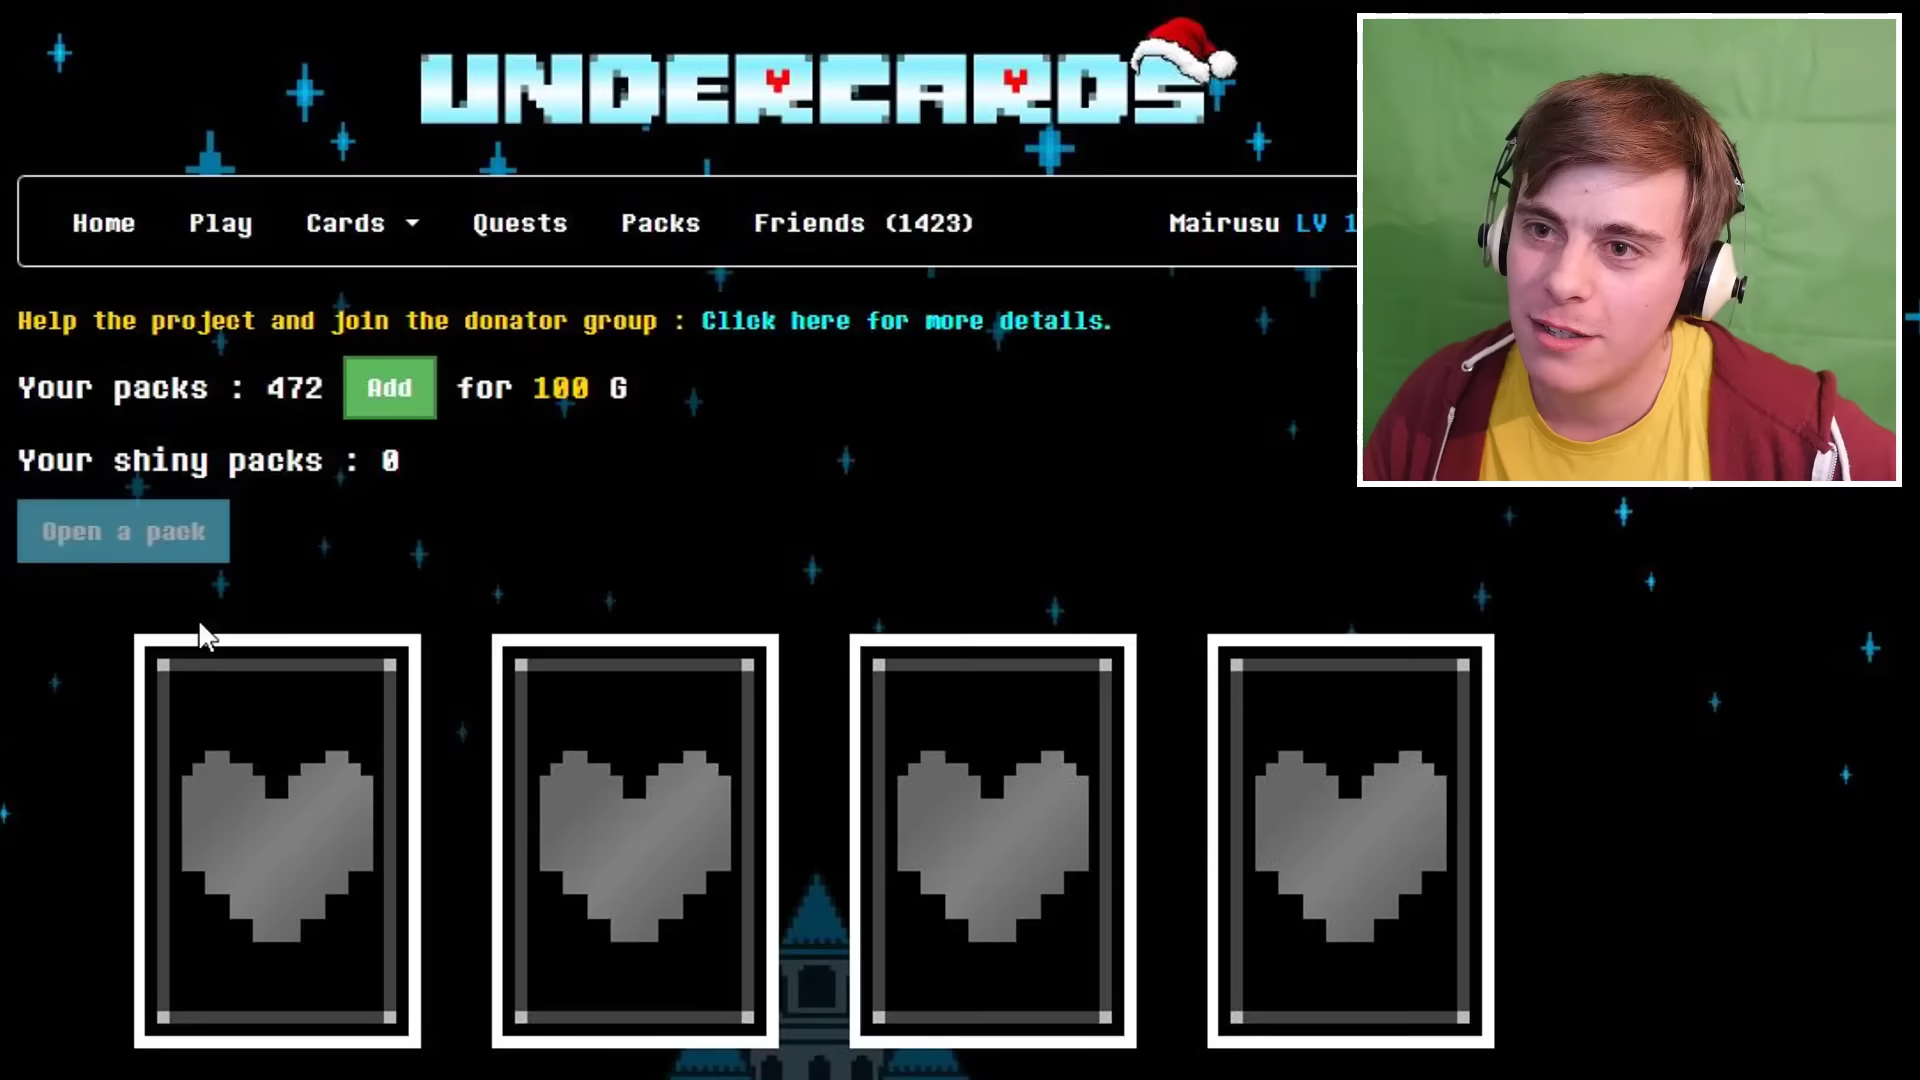 UNDERCARDS
Home Play Cards Quests Packs Friends (1423) Mairusu LV 1
Help the project and join the donator group : Click here for more details.
Your packs : 472 Add for 100 G
Your shiny packs : 0
Open a pack